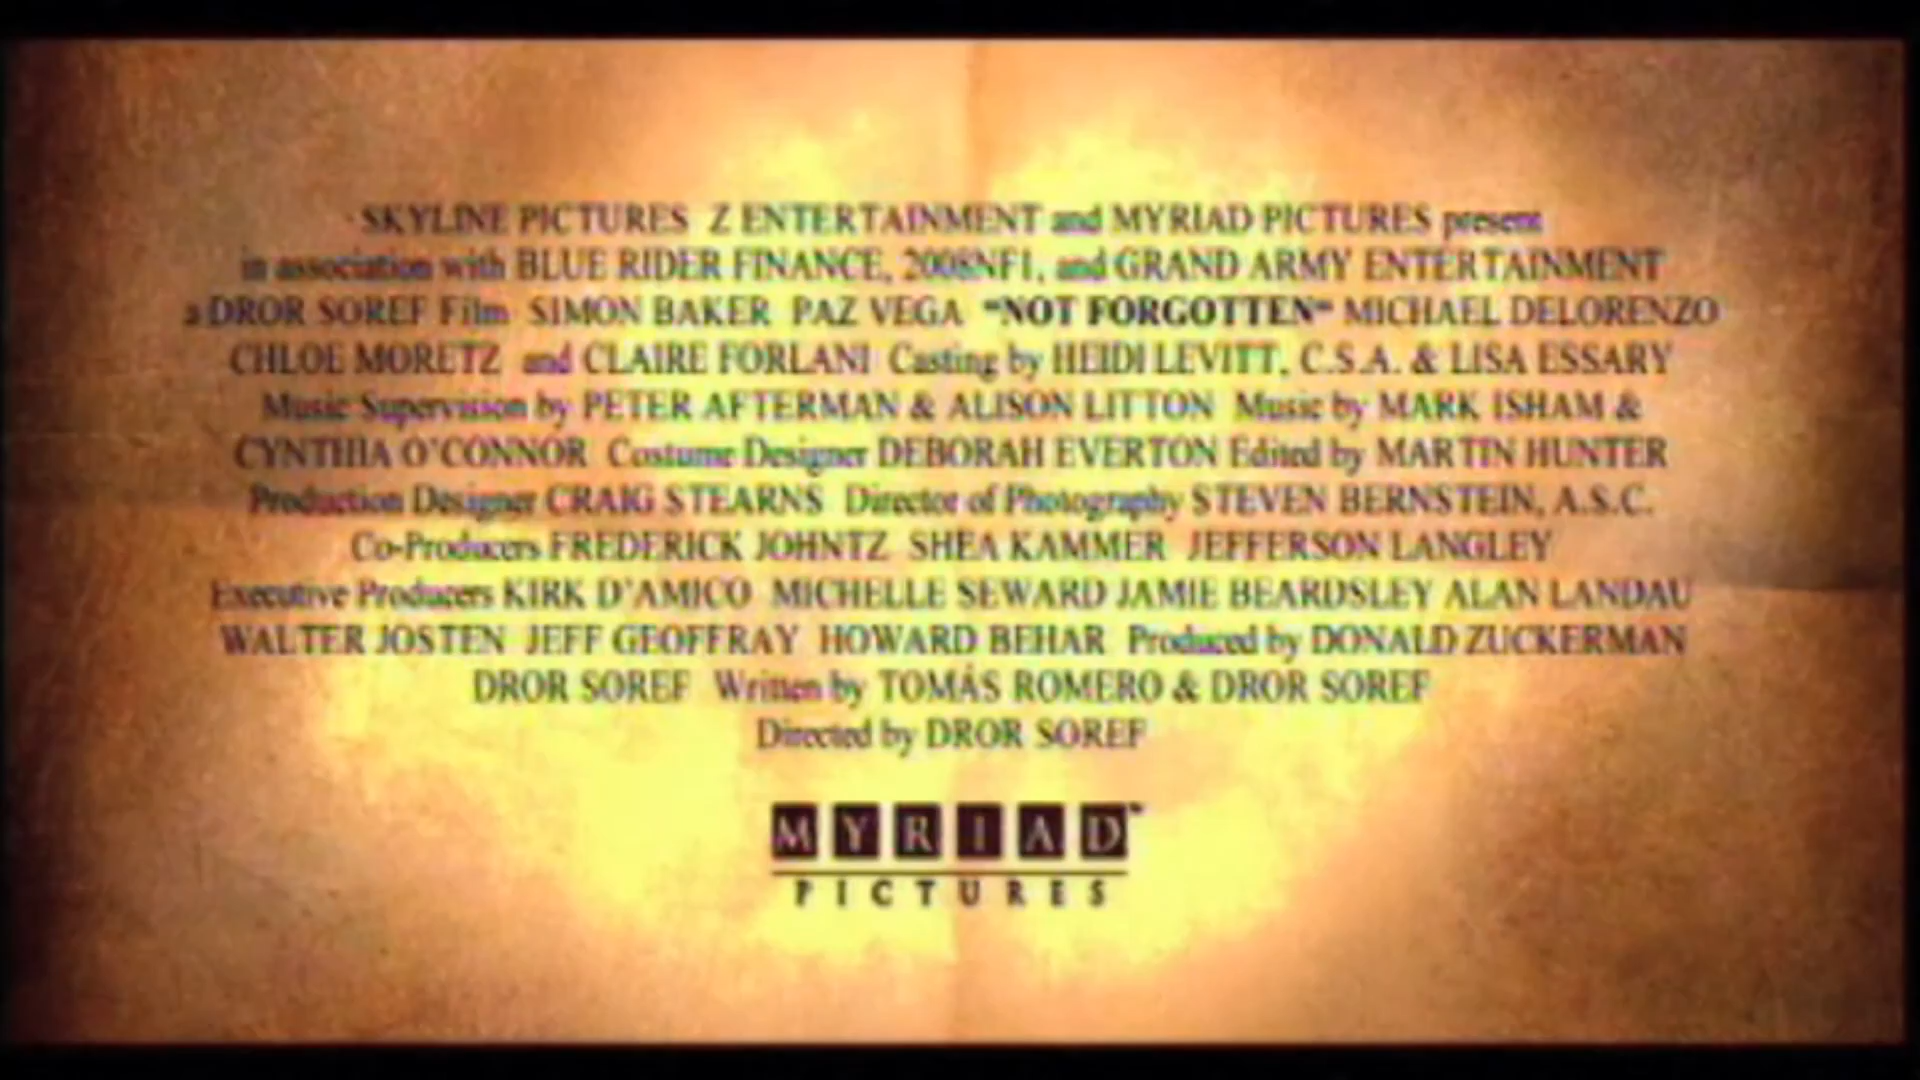 SKYLINE PICTURES Z ENTERTAINMENT and MYRIAD PICTURES present
in association with BLUE RIDER FINANCE, 2008NF1, and GRAND ARMY ENTERTAINMENT
a DROR SOREF Film SIMON BAKER PAZ VEGA "NOT FORGOTTEN" MICHAEL DELORENZO
CHLOE MORETZ and CLAIRE FORLANI Casting by HEIDI LEVITT, C.S.A. & LISA ESSARY
Music Supervision by PETER AFTERMAN & ALISON LITTON Music by MARK ISHAM &
CYNTHIA O'CONNOR Costume Designer DEBORAH EVERTON Edited by MARTIN HUNTER
Production Designer CRAIG STEARNS Director of Photography STEVEN BERNSTEIN, A.S.C.
Co-Producers FREDERICK JOHNTZ SHEA KAMMER JEFFERSON LANGLEY
Executive Producers KIRK D'AMICO MICHELLE SEWARD JAMIE BEARDSLEY ALAN LANDAU
WALTER JOSTEN JEFF GEOFFRAY HOWARD BEHAR Produced by DONALD ZUCKERMAN
DROR SOREF Written by TOMÁS ROMERO & DROR SOREF
Directed by DROR SOREF
MYRIAD™
PICTURES